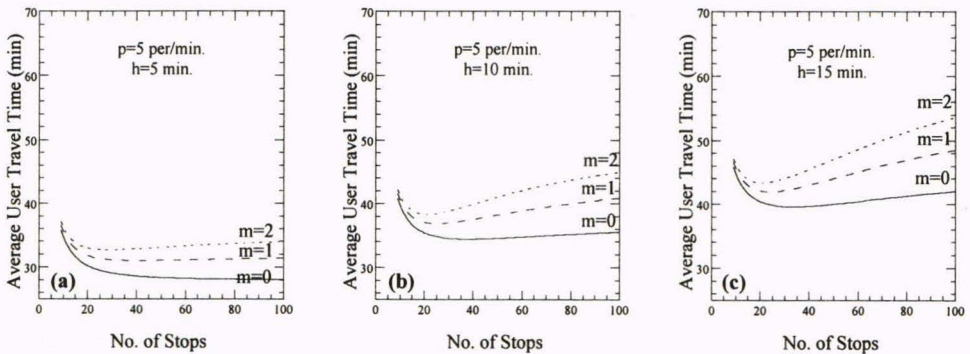 Average User Travel Time (min)
70
60
50
40
30
p=5 per/min.
h=5 min.
m=2
m=1
m=0
(a)
0
20
40
60
80
100
No. of Stops
Average User Travel Time (min)
70
60
50
40
30
p=5 per/min.
h=10 min.
m=2
m=1
m=0
(b)
0
20
40
60
80
100
No. of Stops
Average User Travel Time (min)
70
60
50
40
30
p=5 per/min.
h=15 min.
m=2
m=1
m=0
(c)
0
20
40
60
80
100
No. of Stops